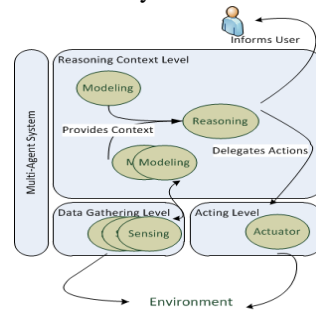 Informs User
Reasoning Context Level
Modeling
Reasoning
Provides Context
M Modeling
Delegates Actions
Multi-Agent System
Data Gathering Level
Acting Level
S S Sensing
Actuator
Environment